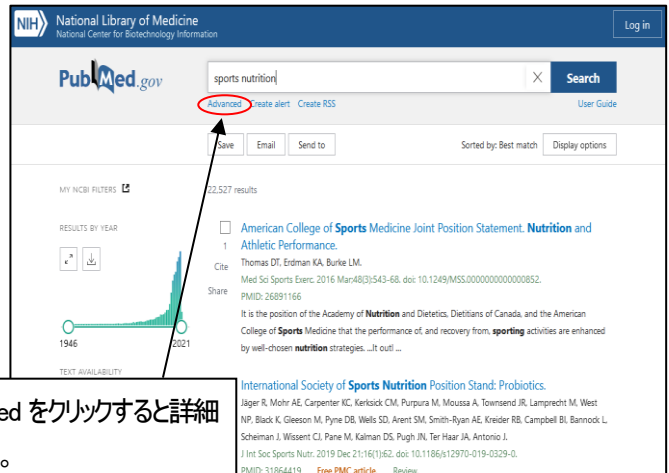 NIH National Library of Medicine
National Center for Biotechnology Information
Log in
PubMed.gov
sports nutrition
X
Search
Advanced Create alert Create RSS
User Guide
Save Email Send to
Sorted by: Best match Display options
MY NCBI FILTERS
22,527 results
RESULTS BY YEAR
1946 2021
TEXT AVAILABILITY
1
Cite
Share
American College of Sports Medicine Joint Position Statement. Nutrition and
Athletic Performance.
Thomas DT, Erdman KA, Burke LM.
Med Sci Sports Exerc. 2016 Mar;48(3):543-68. doi: 10.1249/MSS.0000000000000852.
PMID: 26891166
It is the position of the Academy of Nutrition and Dietetics, Dietitians of Canada, and the American
College of Sports Medicine that the performance of, and recovery from, sporting activities are enhanced
by well-chosen nutrition strategies. ...It outl ...
International Society of Sports Nutrition Position Stand: Probiotics.
Jäger R, Mohr AE, Carpenter KC, Kerksick CM, Purpura M, Moussa A, Townsend JR, Lamprecht M, West
NP, Black K, Gleeson M, Pyne DB, Wells SD, Arent SM, Smith-Ryan AE, Kreider RB, Campbell BI, Bannock L,
Scheiman J, Wissent CJ, Pane M, Kalman DS, Pugh JN, Ter Haar JA, Antonio J.
J Int Soc Sports Nutr. 2019 Dec 21;16(1):62. doi: 10.1186/s12970-019-0329-0.
PMID: 31864419 Free PMC article Review
ed をクリックすると詳細
。